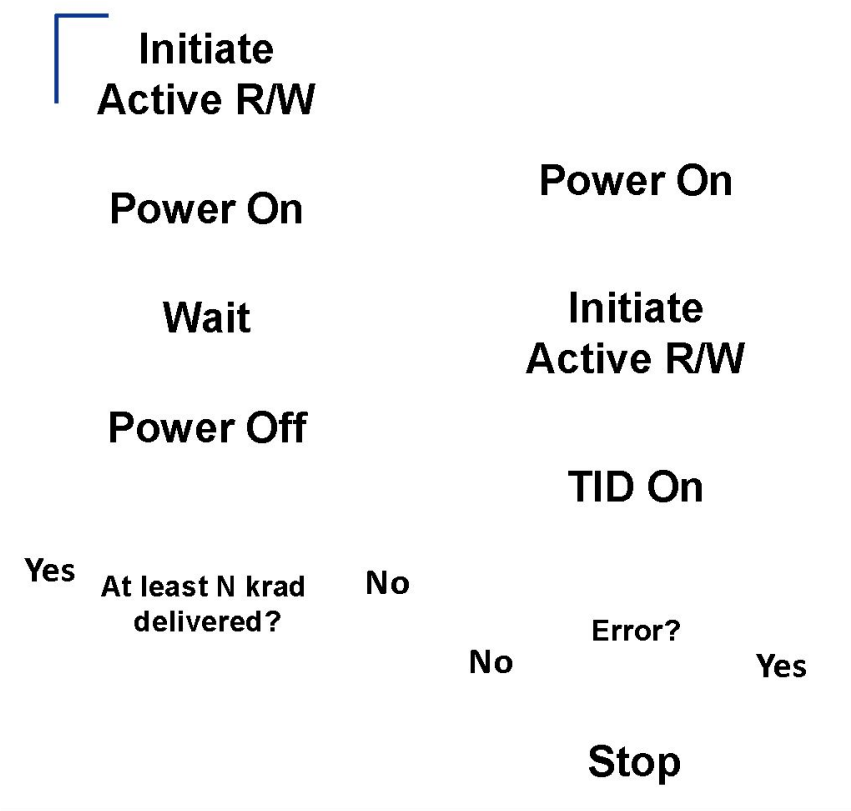 Initiate
Active R/W
Power On
Wait
Power Off
Yes
At least N krad
delivered?
No
Power On
Initiate
Active R/W
TID On
Error?
No
Yes
Stop